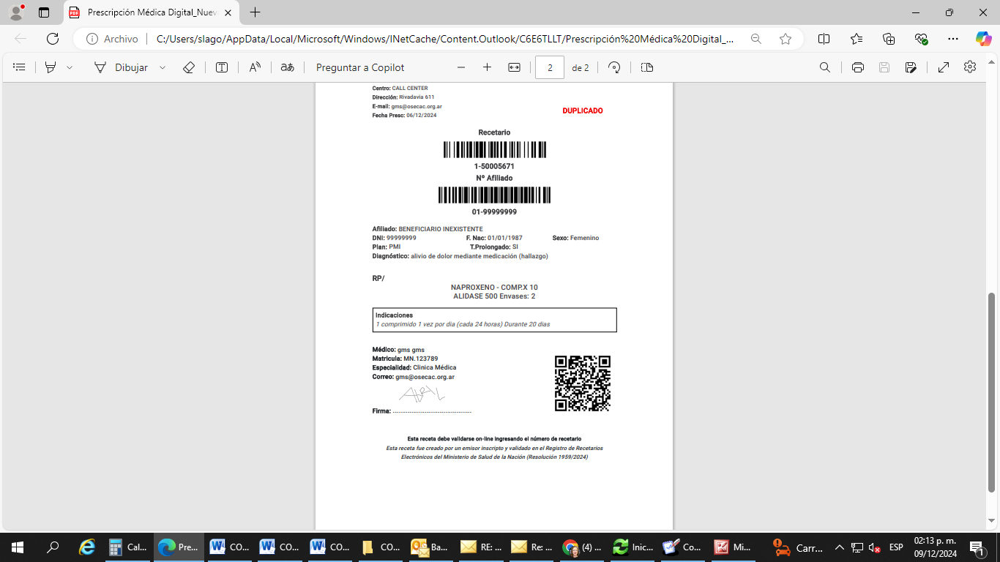 Prescripción Médica Digital_Nuev
Archivo
C:/Users/slago/AppData/Local/Microsoft/Windows/INetCache/Content.Outlook/C6E6TLLT/Prescripción%20Médica%20Digital_...
Dibujar
Preguntar a Copilot
2
de 2
Centro: CALL CENTER
Dirección: Rivadavia 611
E-mail: gms@osecac.org.ar
Fecha Presc: 06/12/2024
DUPLICADO
Recetario
1-50005671
Nº Afiliado
01-99999999
Afiliado: BENEFICIARIO INEXISTENTE
DNI: 99999999 F. Nac: 01/01/1987 Sexo: Femenino
Plan: PMI T.Prolongado: SI
Diagnóstico: alivio de dolor mediante medicación (hallazgo)
RP/
NAPROXENO - COMP.X 10
ALIDASE 500 Envases: 2
Indicaciones
1 comprimido 1 vez por dia (cada 24 horas) Durante 20 dias
Médico: gms gms
Matricula: MN.123789
Especialidad: Clinica Médica
Correo: gms@osecac.org.ar
Firma: ..........................................
Esta receta debe validarse on-line ingresando el número de recetario
Esta receta fue creado por un emisor inscripto y validado en el Registro de Recetarios
Electrónicos del Ministerio de Salud de la Nación (Resolución 1959/2024)
Cal...
Pre...
CO...
CO...
CO...
CO...
Ba...
RE: ...
Re: ...
(4) ...
Inic...
Co...
Mi...
Carr...
ESP
02:13 p. m.
09/12/2024
1